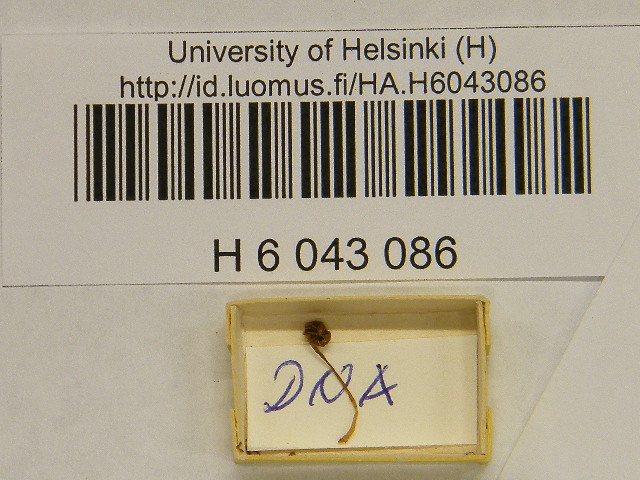 University of Helsinki (H)
http://id.luomus.fi/HA.H6043086
H 6 043 086
DNA